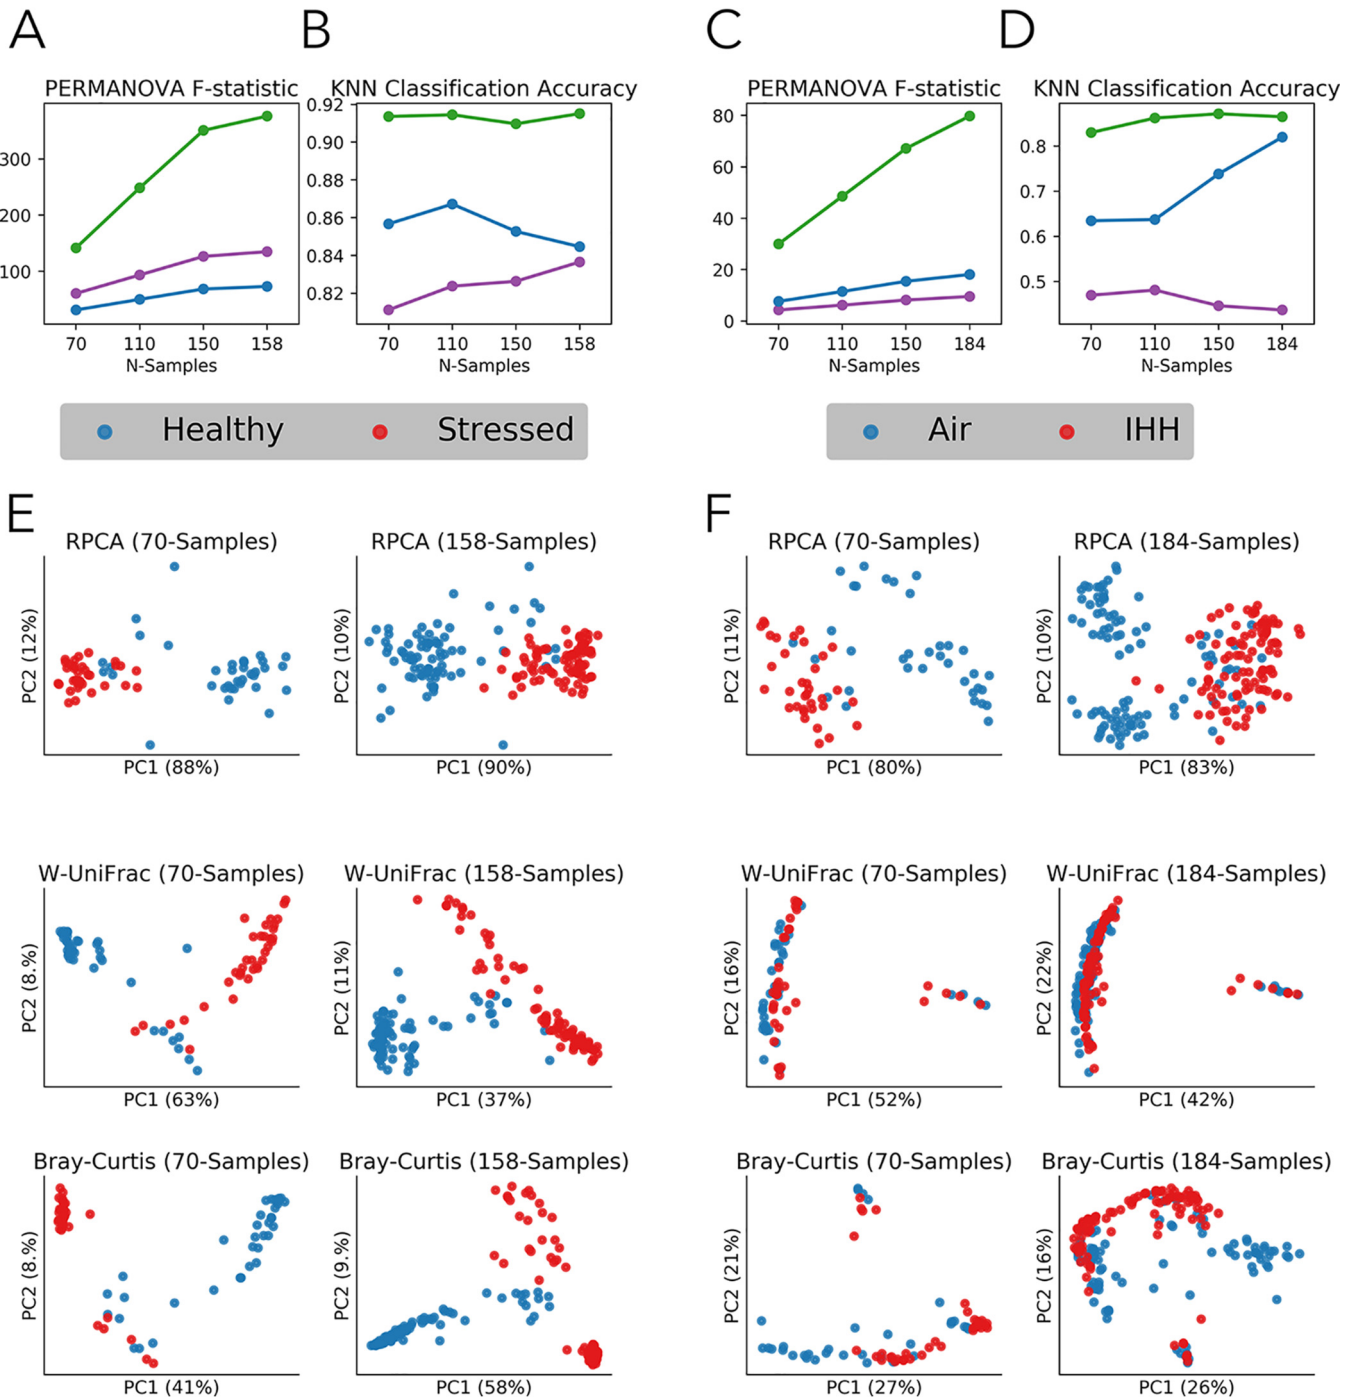 A B C D
PERMANOVA F-statistic KNN Classification Accuracy PERMANOVA F-statistic KNN Classification Accuracy
300
200
100
70 110 150 158
N-Samples
0.92
0.90
0.88
0.86
0.84
0.82
70 110 150 158
N-Samples
80
60
40
20
0
70 110 150 184
N-Samples
0.8
0.7
0.6
0.5
70 110 150 184
N-Samples
Healthy Stressed
Air IHH
E F
RPCA (70-Samples) RPCA (158-Samples) RPCA (70-Samples) RPCA (184-Samples)
PC2 (12%) PC2 (10%) PC2 (11%) PC2 (10%)
PC1 (88%) PC1 (90%) PC1 (80%) PC1 (83%)
W-UniFrac (70-Samples) W-UniFrac (158-Samples) W-UniFrac (70-Samples) W-UniFrac (184-Samples)
PC2 (8.%) PC2 (11%) PC2 (16%) PC2 (22%)
PC1 (63%) PC1 (37%) PC1 (52%) PC1 (42%)
Bray-Curtis (70-Samples) Bray-Curtis (158-Samples) Bray-Curtis (70-Samples) Bray-Curtis (184-Samples)
PC2 (8.%) PC2 (9.%) PC2 (21%) PC2 (16%)
PC1 (41%) PC1 (58%) PC1 (27%) PC1 (26%)